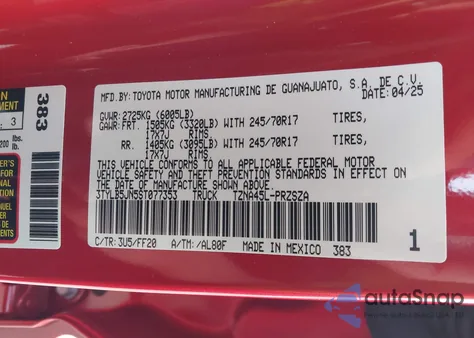 MFD.BY: TOYOTA MOTOR MANUFACTURING DE GUANAJUATO, S.A. DE C.V.
DATE: 04/25
GVWR: 2725KG (6005LB)
GAWR: FRT. 1505KG (3320LB) WITH 245/70R17 TIRES,
17X7J RIMS.
RR. 1405KG (3095LB) WITH 245/70R17 TIRES,
17X7J RIMS.
THIS VEHICLE CONFORMS TO ALL APPLICABLE FEDERAL MOTOR
VEHICLE SAFETY AND THEFT PREVENTION STANDARDS IN EFFECT ON
THE DATE OF MANUFACTURE SHOWN ABOVE.
3TYLB5JN5ST077353 TRUCK TZNA45L-PRZSZA
C/TR: 3U5/FF20 A/TM: /AL80F MADE IN MEXICO 383
1
383
3
200
lbs.
autoSnap